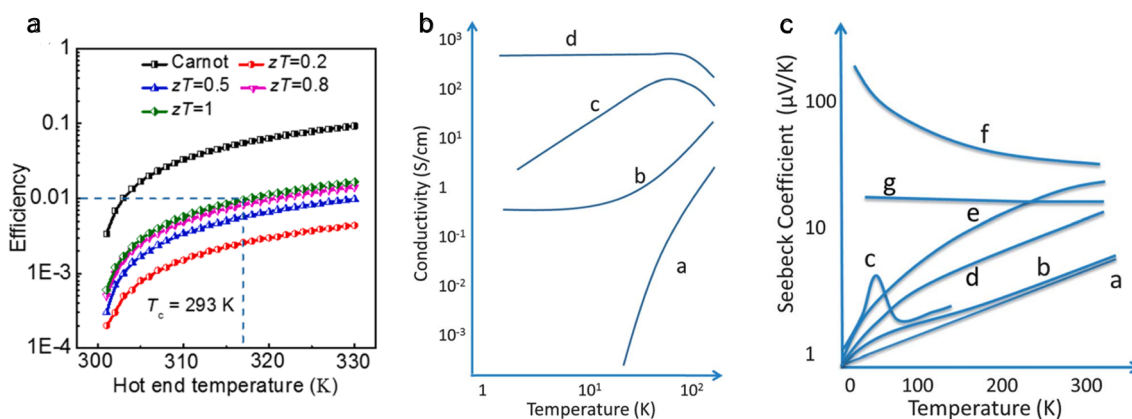 a
Efficiency
1
0.1
0.01
1E-3
1E-4
Carnot
zT=0.2
zT=0.5
zT=0.8
zT=1
T_c = 293 K
300 310 320 330
Hot end temperature (K)
b
Conductivity (S/cm)
10³
10²
10¹
1
10⁻¹
10⁻²
10⁻³
d
c
b
a
1 10¹ 10² 
Temperature (K)
c
Seebeck Coefficient (µV/K)
100
10
1
f
g
e
c
d
b
a
0 100 200 300
Temperature (K)